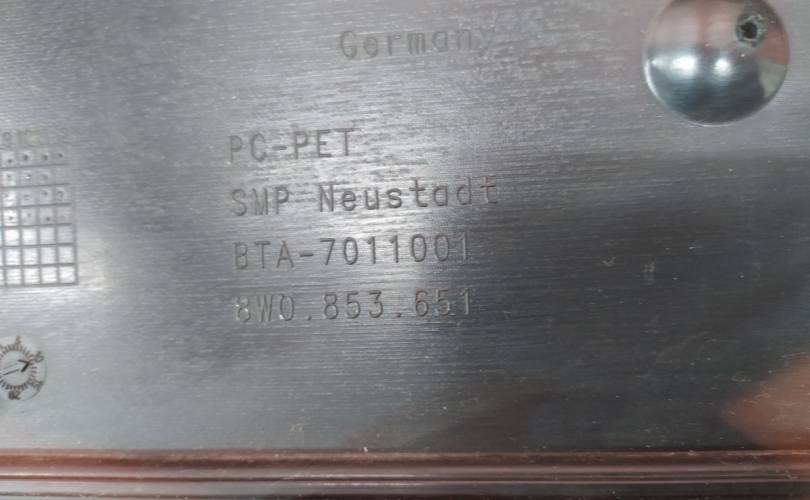 Germany
PC-PET
SMP Neustadt
BTA-7011001
8W0.853.651